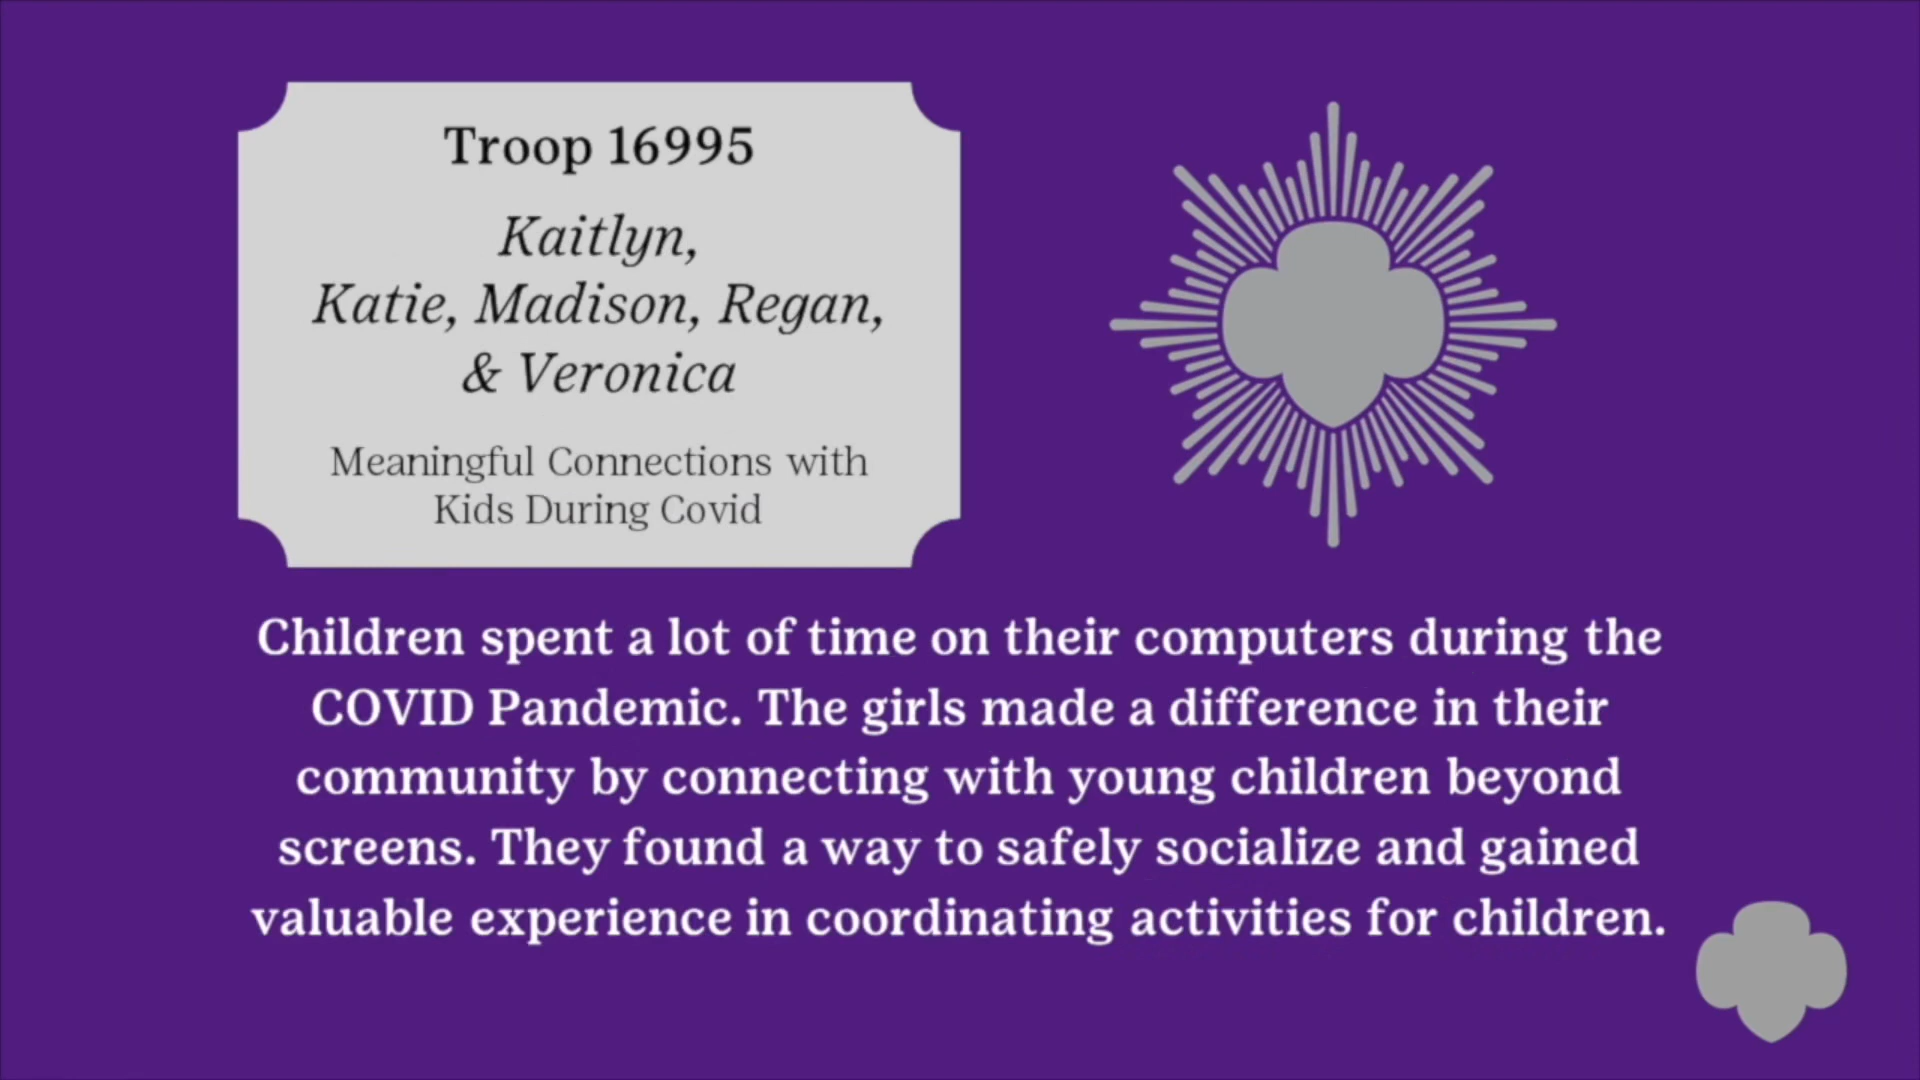 Troop 16995
Kaitlyn,
Katie, Madison, Regan,
& Veronica
Meaningful Connections with
Kids During Covid
Children spent a lot of time on their computers during the
COVID Pandemic. The girls made a difference in their
community by connecting with young children beyond
screens. They found a way to safely socialize and gained
valuable experience in coordinating activities for children.